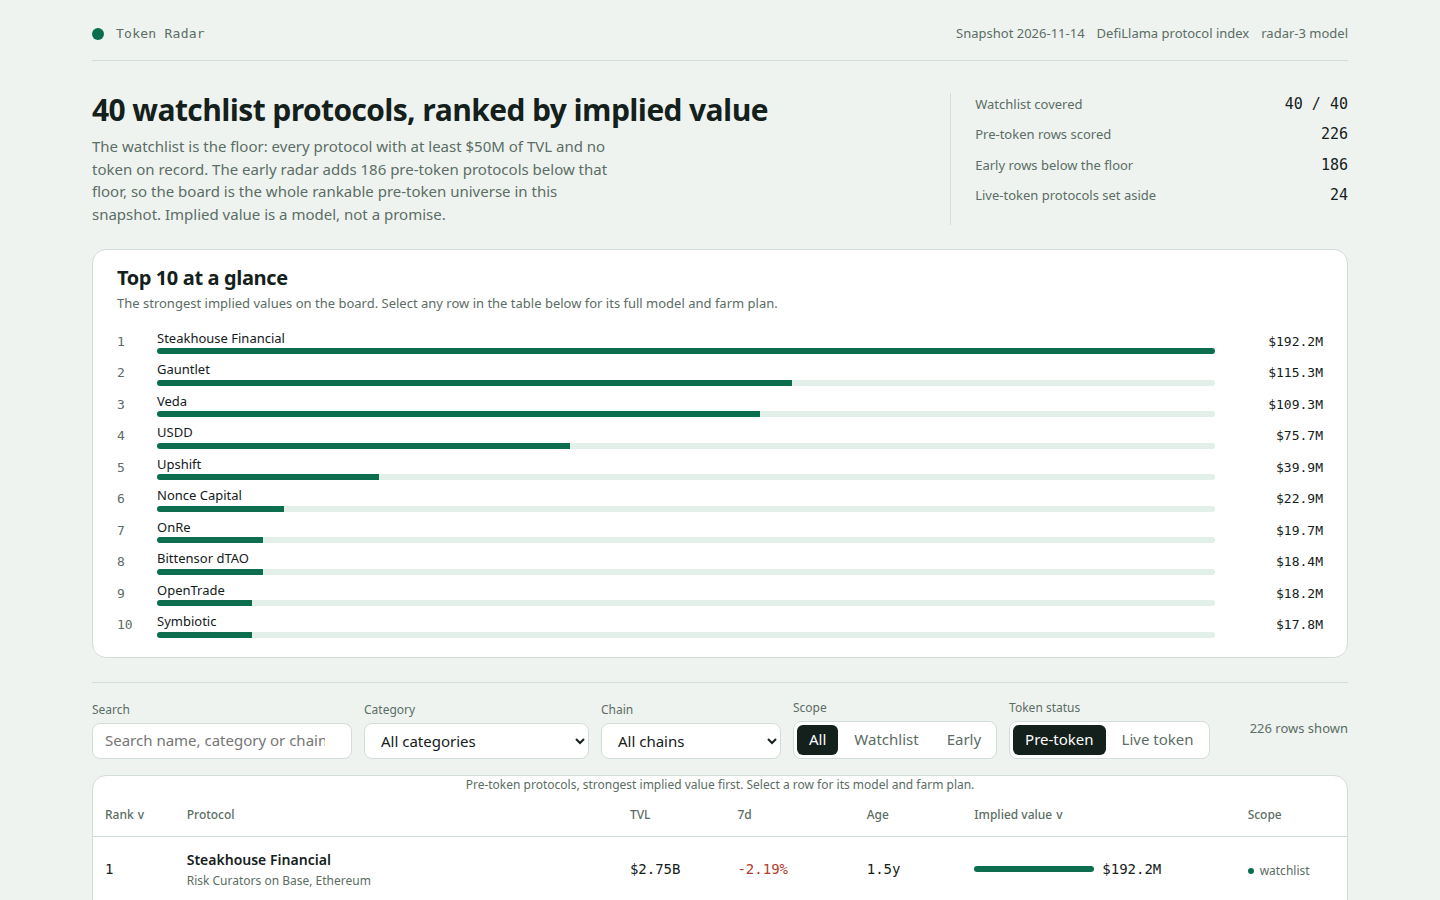 Token Radar
Snapshot 2026-11-14 DefiLlama protocol index radar-3 model
40 watchlist protocols, ranked by implied value
The watchlist is the floor: every protocol with at least $50M of TVL and no
token on record. The early radar adds 186 pre-token protocols below that
floor, so the board is the whole rankable pre-token universe in this
snapshot. Implied value is a model, not a promise.
Watchlist covered 40 / 40
Pre-token rows scored 226
Early rows below the floor 186
Live-token protocols set aside 24
Top 10 at a glance
The strongest implied values on the board. Select any row in the table below for its full model and farm plan.
1 Steakhouse Financial $192.2M
2 Gauntlet $115.3M
3 Veda $109.3M
4 USDD $75.7M
5 Upshift $39.9M
6 Nonce Capital $22.9M
7 OnRe $19.7M
8 Bittensor dTAO $18.4M
9 OpenTrade $18.2M
10 Symbiotic $17.8M
Search Category Chain Scope Token status
Search name, category or chain All categories All chains All Watchlist Early Pre-token Live token 226 rows shown
Pre-token protocols, strongest implied value first. Select a row for its model and farm plan.
Rank v Protocol TVL 7d Age Implied value v Scope
1 Steakhouse Financial $2.75B -2.19% 1.5y $192.2M watchlist
Risk Curators on Base, Ethereum